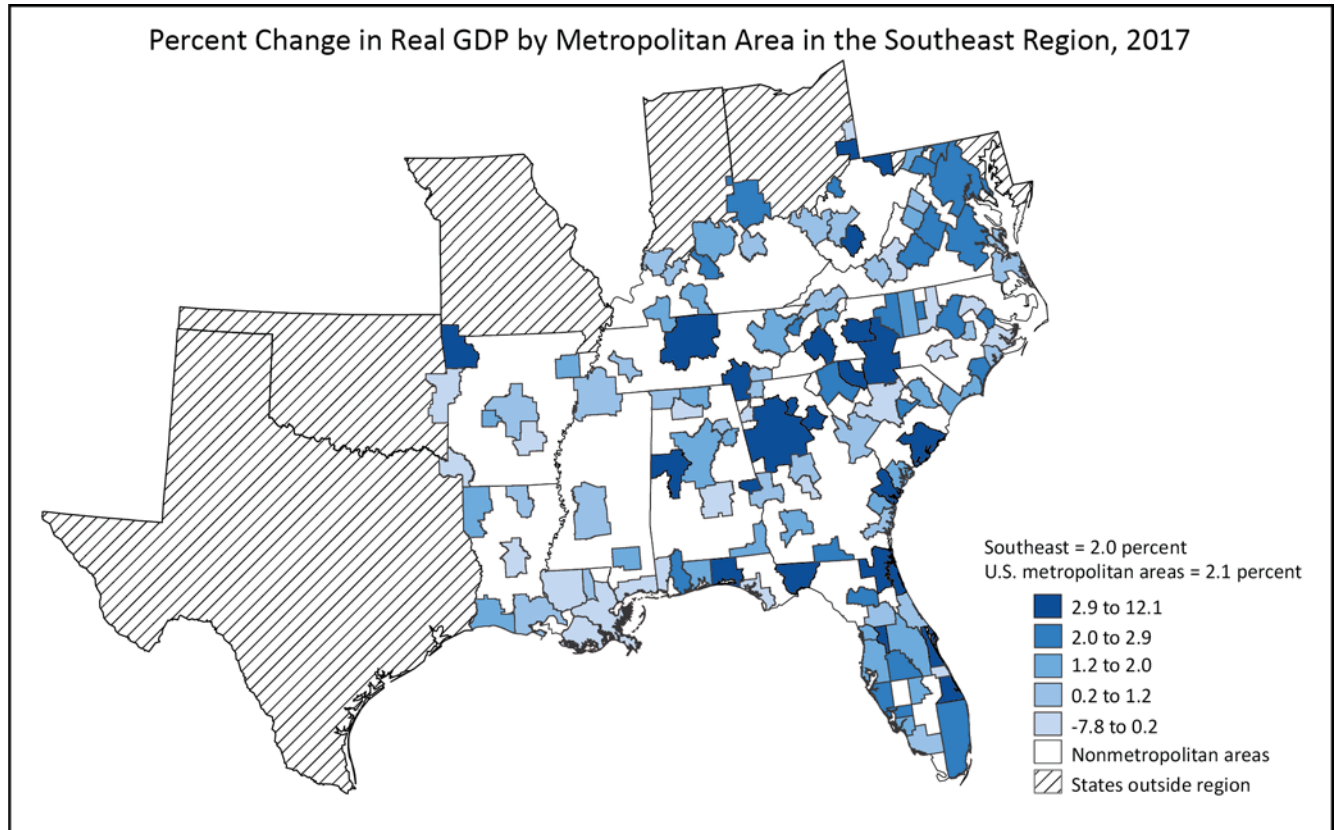 Percent Change in Real GDP by Metropolitan Area in the Southeast Region, 2017
Southeast = 2.0 percent
U.S. metropolitan areas = 2.1 percent
2.9 to 12.1
2.0 to 2.9
1.2 to 2.0
0.2 to 1.2
-7.8 to 0.2
Nonmetropolitan areas
States outside region